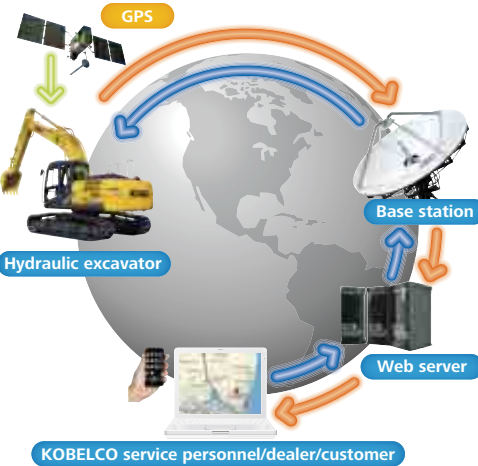 GPS
Base station
Hydraulic excavator
Web server
KOBELCO service personnel/dealer/customer